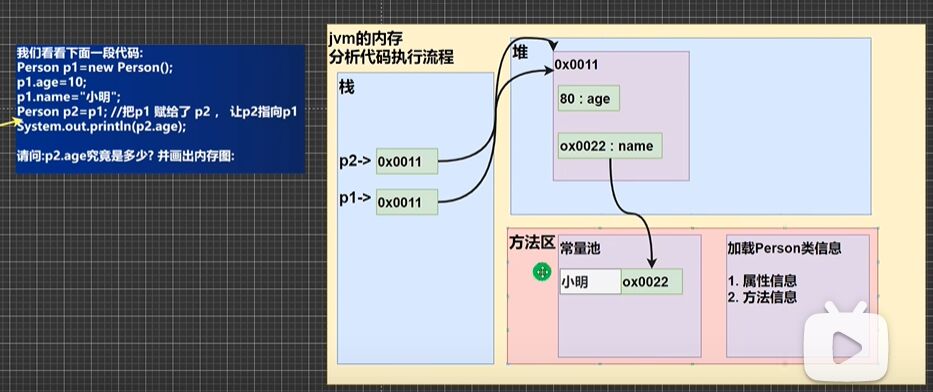 我们看看下面一段代码:
Person p1=new Person();
p1.age=10;
p1.name="小明";
Person p2=p1; //把p1 赋给了 p2 ， 让p2指向p1
System.out.println(p2.age);
请问:p2.age究竟是多少? 并画出内存图:
jvm的内存
分析代码执行流程
栈
p2->
0x0011
p1->
0x0011
堆
0x0011
80 : age
ox0022 : name
方法区
常量池
小明
ox0022
加载Person类信息
1. 属性信息
2. 方法信息